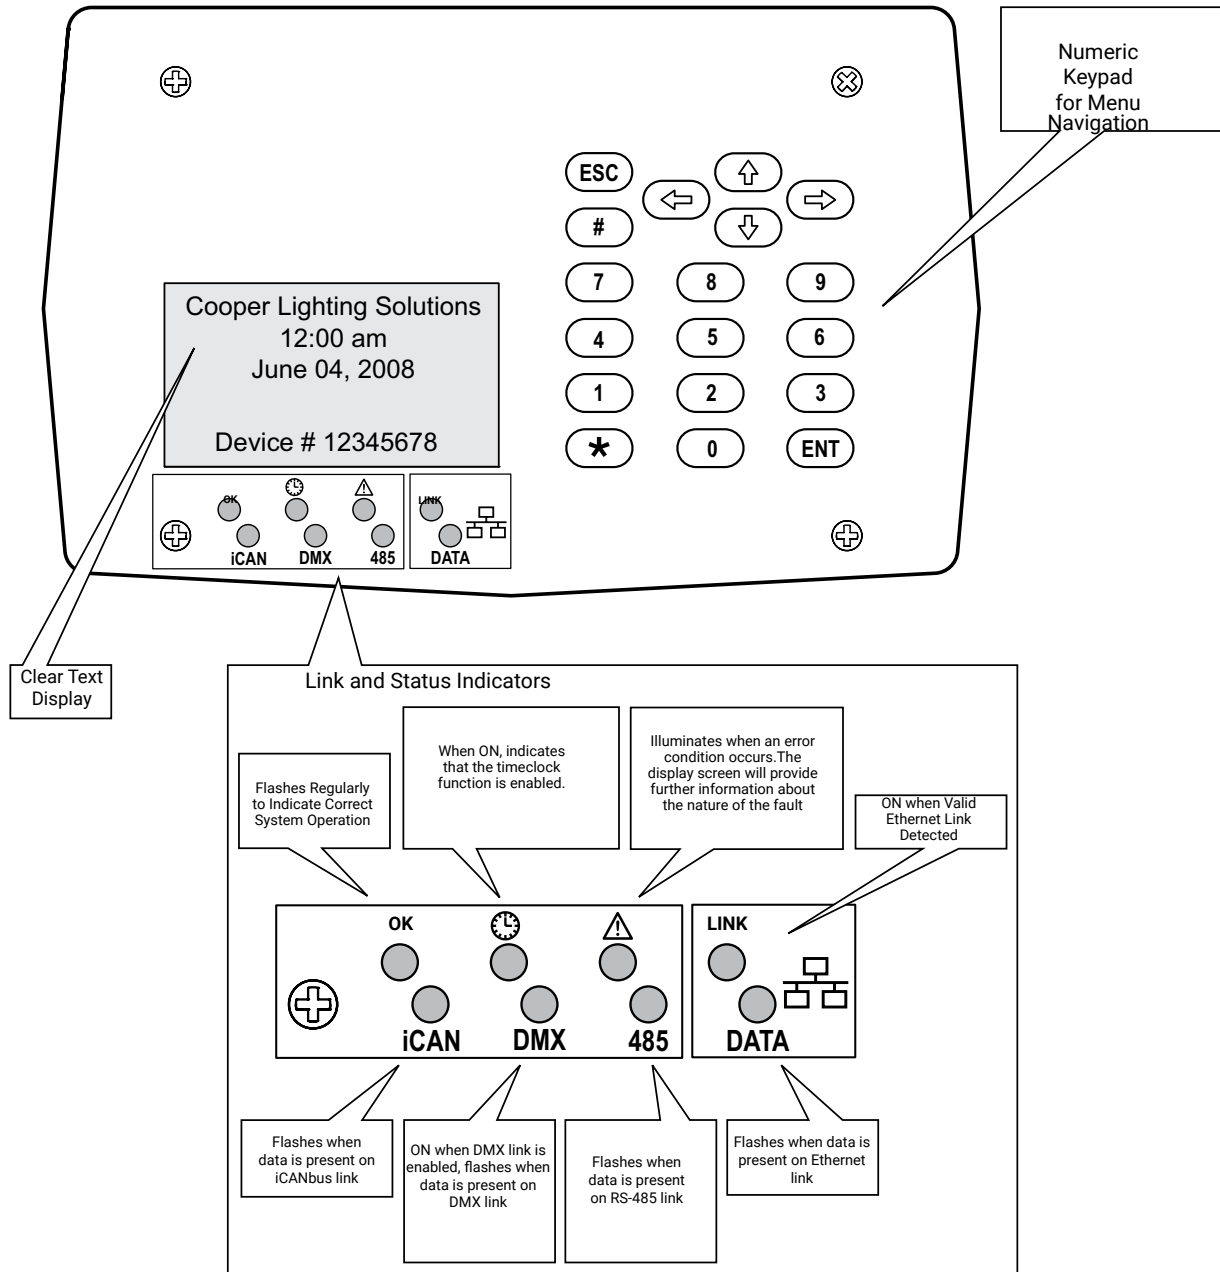 Numeric
Keypad
for Menu
Navigation
ESC
#
7 8 9
4 5 6
1 2 3
* 0 ENT
Cooper Lighting Solutions
12:00 am
June 04, 2008
Device # 12345678
OK LINK
iCAN DMX 485 DATA
Clear Text
Display
Link and Status Indicators
Flashes Regularly
to Indicate Correct
System Operation
When ON, indicates
that the timeclock
function is enabled.
Illuminates when an error
condition occurs.The
display screen will provide
further information about
the nature of the fault
ON when Valid
Ethernet Link
Detected
OK LINK
iCAN DMX 485 DATA
Flashes when
data is present on
iCANbus link
ON when DMX link is
enabled, flashes when
data is present on
DMX link
Flashes when
data is present
on RS-485 link
Flashes when data is
present on Ethernet
link